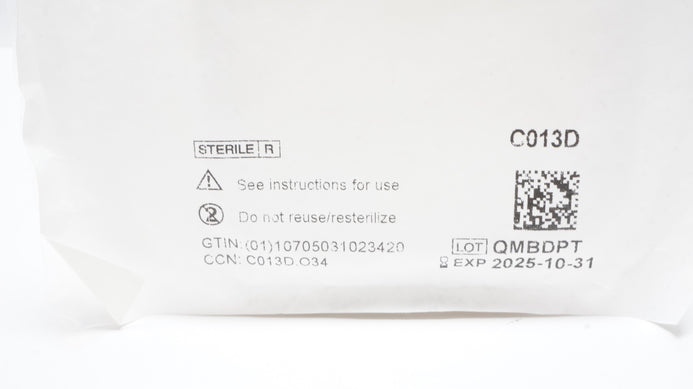 STERILE R
C013D
See instructions for use
Do not reuse/resterilize
GTIN: (01)10705031023420
CCN: C013D.O34
LOT QMBDPT
EXP 2025-10-31